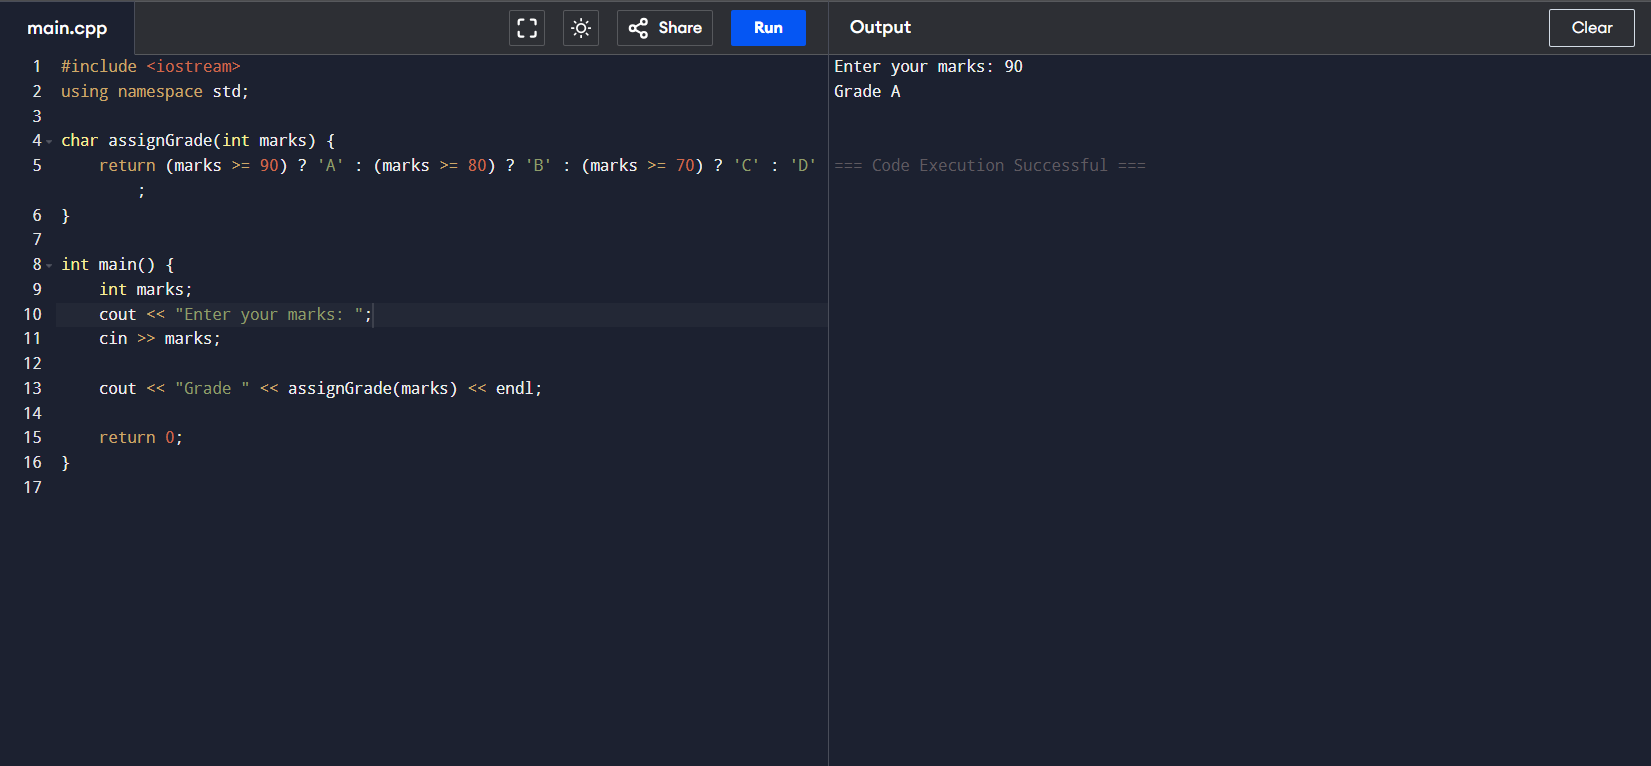 main.cpp
Share
Run
Output
Clear
1 #include <iostream>
2 using namespace std;
3
4 char assignGrade(int marks) {
5     return (marks >= 90) ? 'A' : (marks >= 80) ? 'B' : (marks >= 70) ? 'C' : 'D'
        ;
6 }
7
8 int main() {
9     int marks;
10     cout << "Enter your marks: ";
11     cin >> marks;
12
13     cout << "Grade " << assignGrade(marks) << endl;
14
15     return 0;
16 }
17
Enter your marks: 90
Grade A
=== Code Execution Successful ===